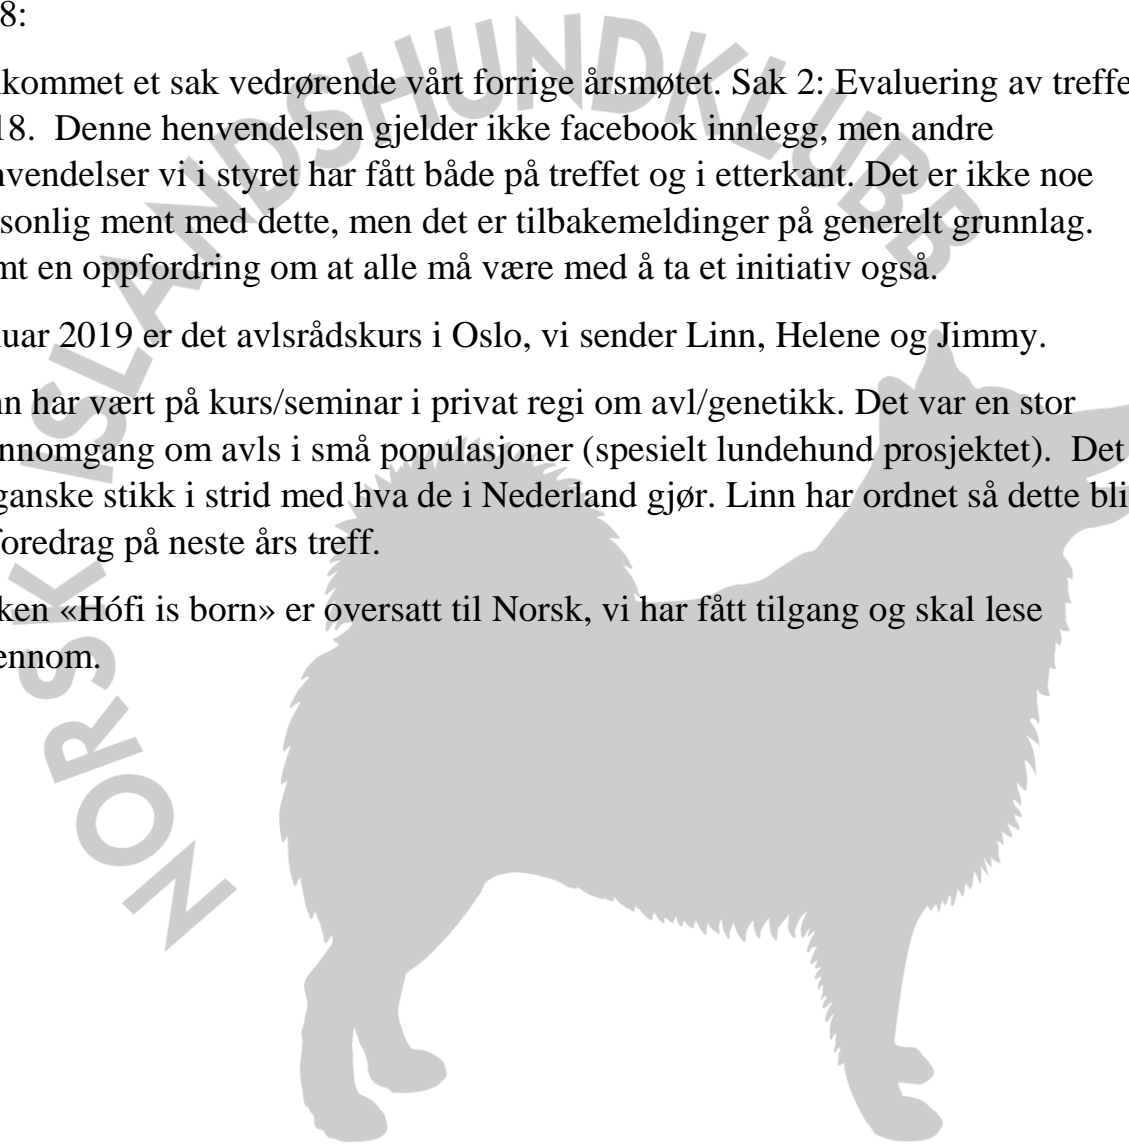 8:
kommet et sak vedrørende vårt forrige årsmøtet. Sak 2: Evaluering av treffe
18. Denne henvendelsen gjelder ikke facebook innlegg, men andre
nvendelser vi i styret har fått både på treffet og i etterkant. Det er ikke noe
sonlig ment med dette, men det er tilbakemeldinger på generelt grunnlag.
mt en oppfordring om at alle må være med å ta et initiativ også.
uar 2019 er det avlsrådskurs i Oslo, vi sender Linn, Helene og Jimmy.
nn har vært på kurs/seminar i privat regi om avl/genetikk. Det var en stor
nnomgang om avls i små populasjoner (spesielt lundehund prosjektet). Det
ganske stikk i strid med hva de i Nederland gjør. Linn har ordnet så dette bli
foredrag på neste års treff.
ken «Hófi is born» er oversatt til Norsk, vi har fått tilgang og skal lese
ennom.
NORSK ISLANDSHUNDKLUBB